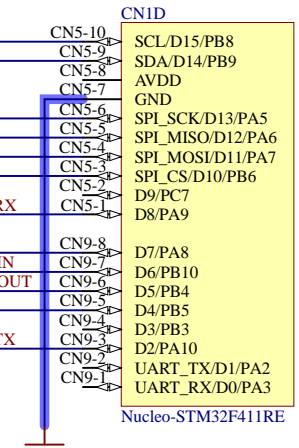 CN1D
CN5-10 SCL/D15/PB8
CN5-9 SDA/D14/PB9
CN5-8 AVDD
CN5-7 GND
CN5-6 SPI_SCK/D13/PA5
CN5-5 SPI_MISO/D12/PA6
CN5-4 SPI_MOSI/D11/PA7
CN5-3 SPI_CS/D10/PB6
CN5-2 D9/PC7
RX CN5-1 D8/PA9
CN9-8 D7/PA8
IN CN9-7 D6/PB10
OUT CN9-6 D5/PB4
CN9-5 D4/PB5
CN9-4 D3/PB3
TX CN9-3 D2/PA10
CN9-2 UART_TX/D1/PA2
CN9-1 UART_RX/D0/PA3
Nucleo-STM32F411RE